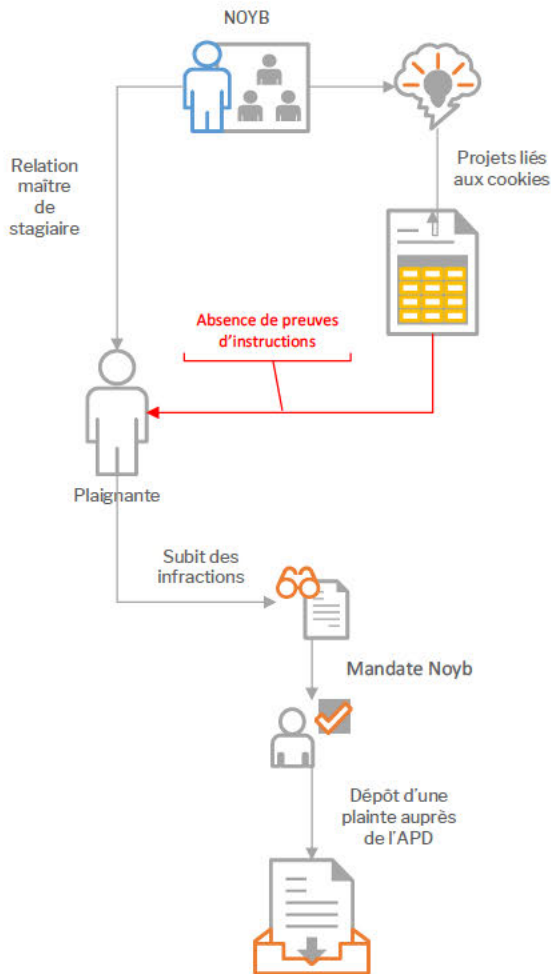 NOYB
Relation
maître
de
stagiaire
Projets liés
aux cookies
Absence de preuves
d'instructions
Plaignante
Subit des
infractions
Mandate Noyb
Dépôt d'une
plainte auprès
de l'APD